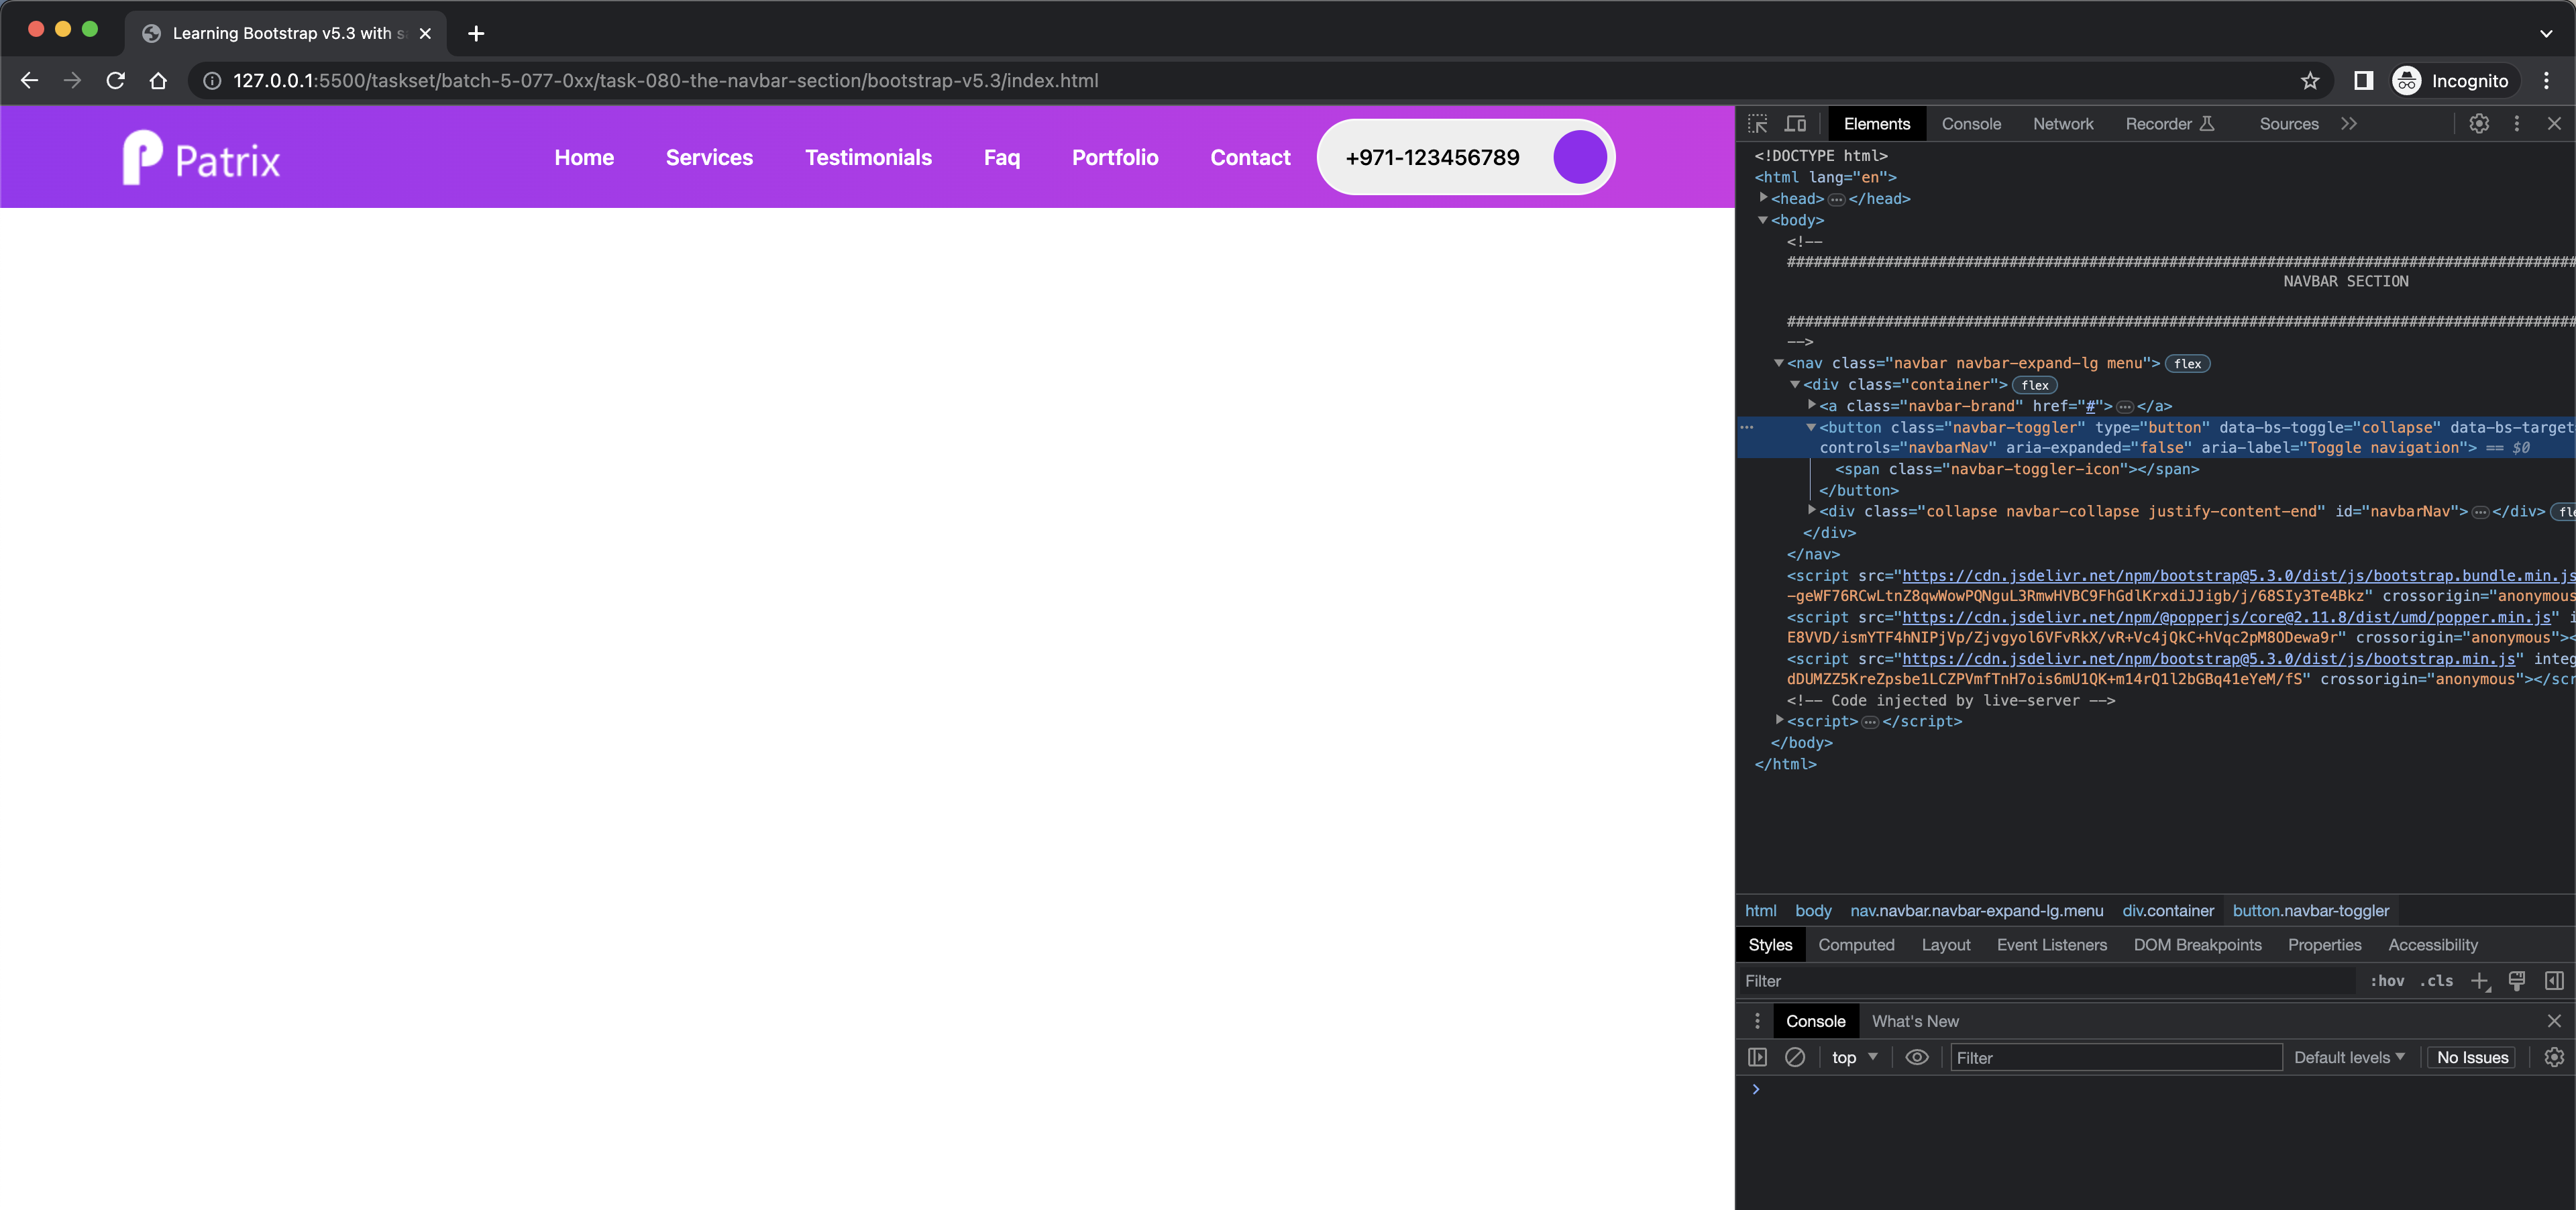 Learning Bootstrap v5.3 with s
127.0.0.1:5500/taskset/batch-5-077-0xx/task-080-the-navbar-section/bootstrap-v5.3/index.html
Incognito
Patrix
Home Services Testimonials Faq Portfolio Contact +971-123456789
Elements Console Network Recorder Sources
<!DOCTYPE html>
<html lang="en">
<head> ••• </head>
<body>
<!--
NAVBAR SECTION
-->
<nav class="navbar navbar-expand-lg menu"> flex
<div class="container"> flex
<a class="navbar-brand" href="#"> ••• </a>
<button class="navbar-toggler" type="button" data-bs-toggle="collapse" data-bs-target
controls="navbarNav" aria-expanded="false" aria-label="Toggle navigation"> == $0
<span class="navbar-toggler-icon"></span>
</button>
<div class="collapse navbar-collapse justify-content-end" id="navbarNav"> ••• </div>
</div>
</nav>
<script src="https://cdn.jsdelivr.net/npm/bootstrap@5.3.0/dist/js/bootstrap.bundle.min.js
-geWF76RCwLtnZ8qwWowPQNguL3RmwHVBC9FhGdlKrxdiJJigb/j/68SIy3Te4Bkz" crossorigin="anonymous
<script src="https://cdn.jsdelivr.net/npm/@popperjs/core@2.11.8/dist/umd/popper.min.js" i
E8VVD/ismYTF4hNIPjVp/Zjvgyol6VFvRkX/vR+Vc4jQkC+hVqc2pM8ODewa9r" crossorigin="anonymous"><
<script src="https://cdn.jsdelivr.net/npm/bootstrap@5.3.0/dist/js/bootstrap.min.js" integ
dDUMZZ5KreZpsbe1LCZPVmfTnH7ois6mU1QK+m14rQ1l2bGBq41eYeM/fS" crossorigin="anonymous"></scr
<!-- Code injected by live-server -->
<script> ••• </script>
</body>
</html>
html body nav.navbar.navbar-expand-lg.menu div.container button.navbar-toggler
Styles Computed Layout Event Listeners DOM Breakpoints Properties Accessibility
Filter :hov .cls
Console What's New
top Filter Default levels No Issues